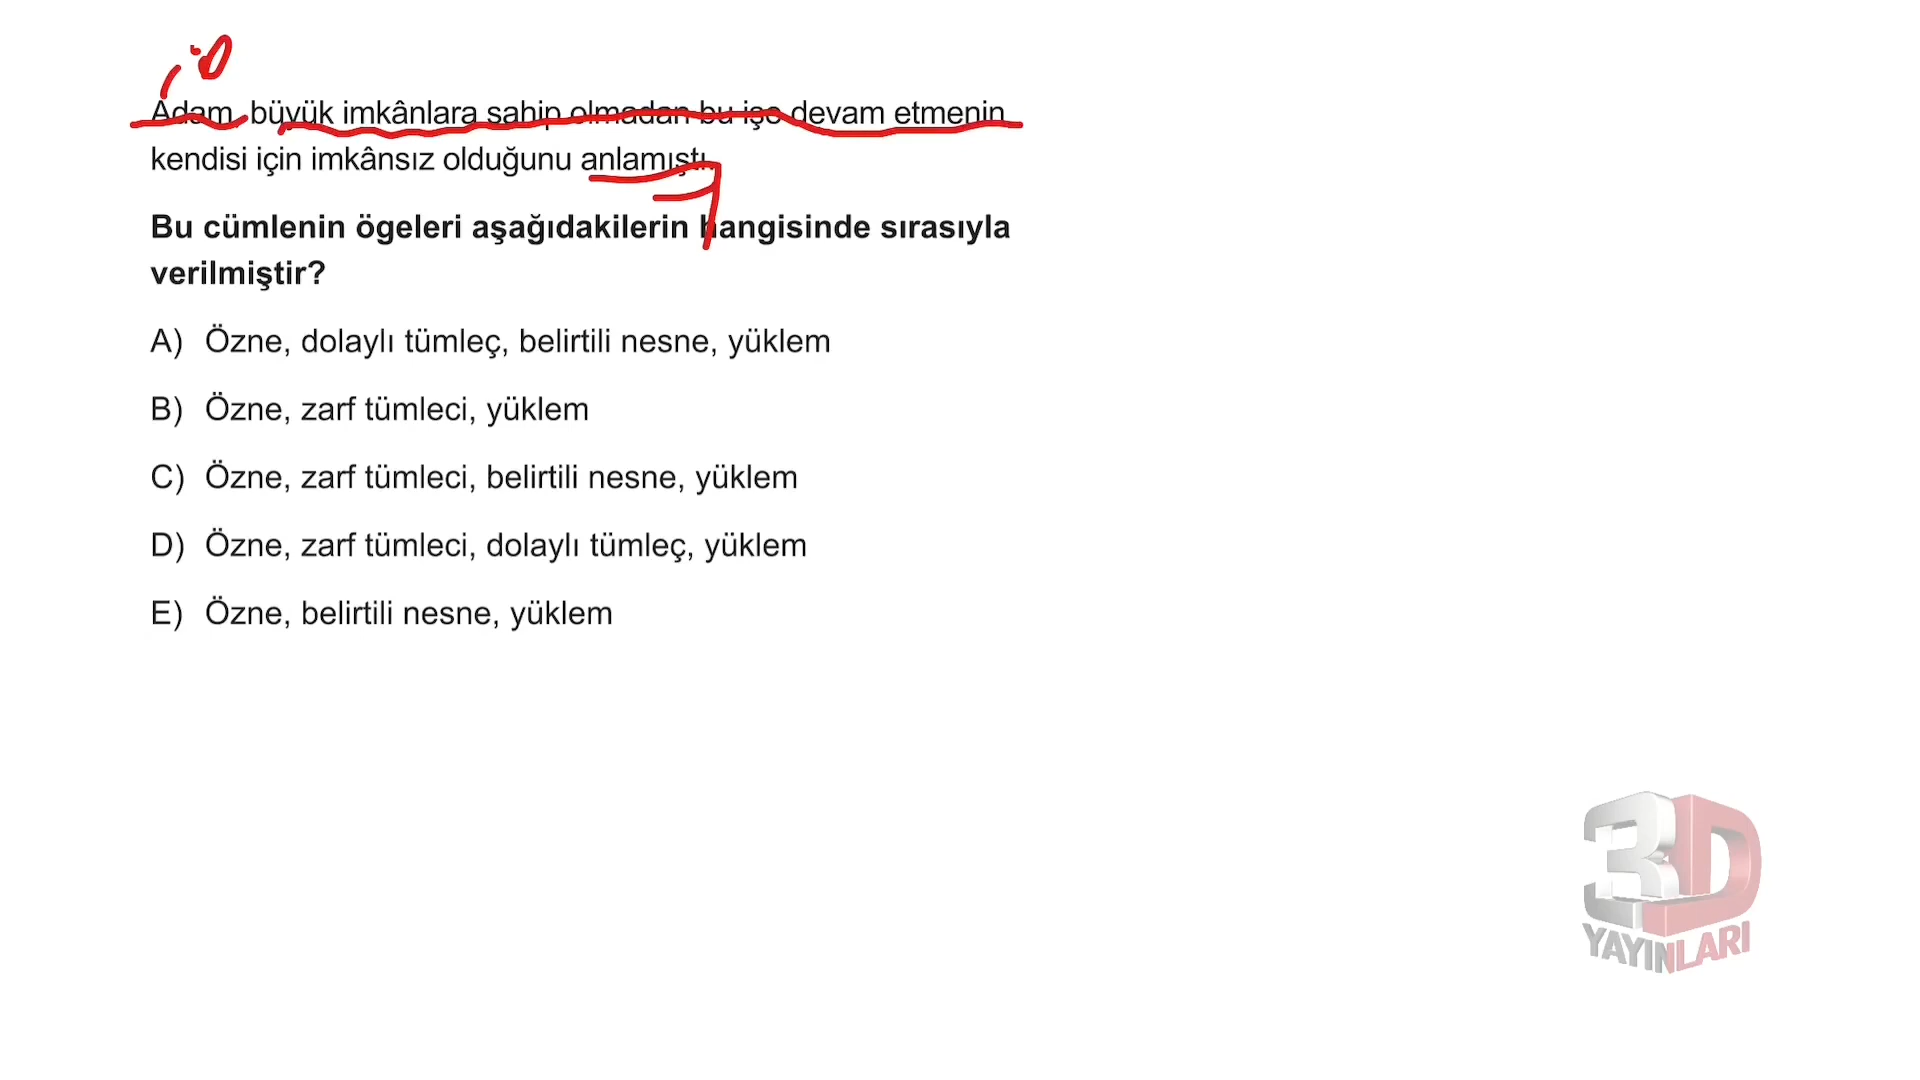 Adam, büyük imkânlara sahip olmadan bu işe devam etmenin
kendisi için imkânsız olduğunu anlamıştı.
Bu cümlenin ögeleri aşağıdakilerin hangisinde sırasıyla
verilmiştir?
A) Özne, dolaylı tümleç, belirtili nesne, yüklem
B) Özne, zarf tümleci, yüklem
C) Özne, zarf tümleci, belirtili nesne, yüklem
D) Özne, zarf tümleci, dolaylı tümleç, yüklem
E) Özne, belirtili nesne, yüklem
3D
YAYINLARI